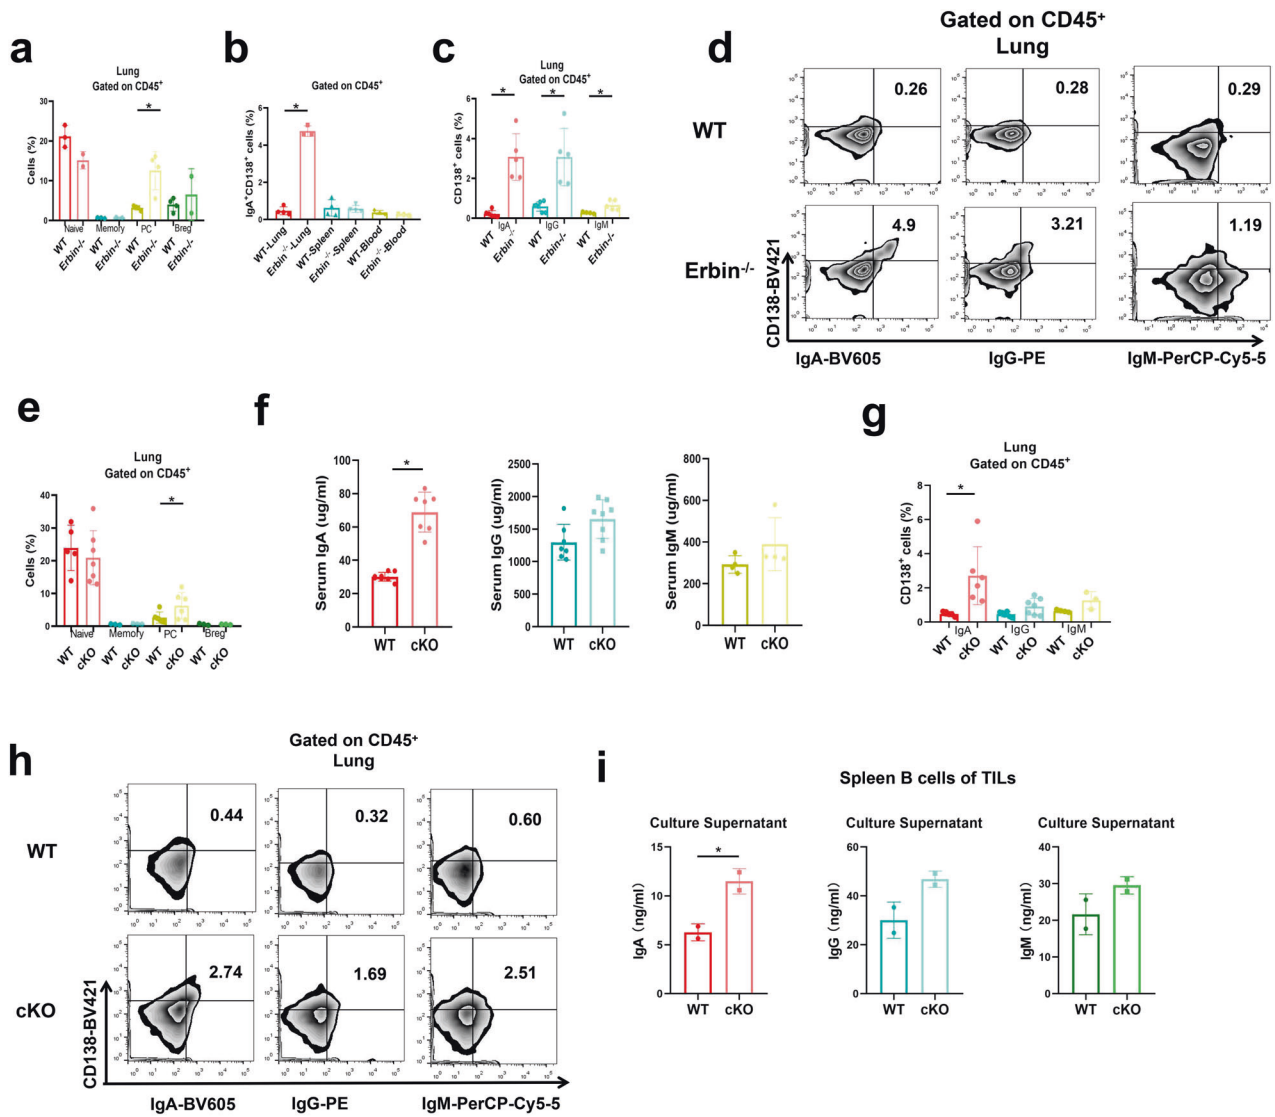 a
Lung
Gated on CD45⁺
Cells (%)
30
20
10
0
*
Naive
Memory
PC
Breg
WT
Erbin-/-
WT
Erbin-/-
WT
Erbin-/-
WT
Erbin-/-
b
Gated on CD45⁺
IgA⁺CD138⁺ cells (%)
6
4
2
0
*
WT-Lung
Erbin⁻/⁻-Lung
WT-Spleen
Erbin⁻/⁻-Spleen
WT-Blood
Erbin⁻/⁻-Blood
c
Lung
Gated on CD45⁺
CD138⁺ cells (%)
6
4
2
0
*
*
*
IgA
IgG
IgM
WT
Erbin⁻/⁻
WT
Erbin-/-
WT
Erbin-/-
d
Gated on CD45⁺
Lung
WT
0.26
0.28
0.29
Erbin⁻/⁻
4.9
3.21
1.19
CD138-BV421
IgA-BV605
IgG-PE
IgM-PerCP-Cy5-5
e
Lung
Gated on CD45⁺
Cells (%)
40
30
20
10
0
*
Naive
Memory
PC
Breg
WT
cKO
WT
cKO
WT
cKO
WT
cKO
f
Serum IgA (ug/ml)
100
80
60
40
20
0
*
WT
cKO
Serum IgG (ug/ml)
2500
2000
1500
1000
500
0
WT
cKO
Serum IgM (ug/ml)
800
600
400
200
0
WT
cKO
g
Lung
Gated on CD45⁺
CD138⁺ cells (%)
8
6
4
2
0
*
IgA
IgG
IgM
WT
cKO
WT
cKO
WT
cKO
h
Gated on CD45⁺
Lung
WT
0.44
0.32
0.60
cKO
2.74
1.69
2.51
CD138-BV421
IgA-BV605
IgG-PE
IgM-PerCP-Cy5-5
i
Spleen B cells of TILs
Culture Supernatant
IgA (ng/ml)
15
10
5
0
*
WT
cKO
Culture Supernatant
IgG (ng/ml)
60
40
20
0
WT
cKO
Culture Supernatant
IgM (ng/ml)
40
30
20
10
0
WT
cKO